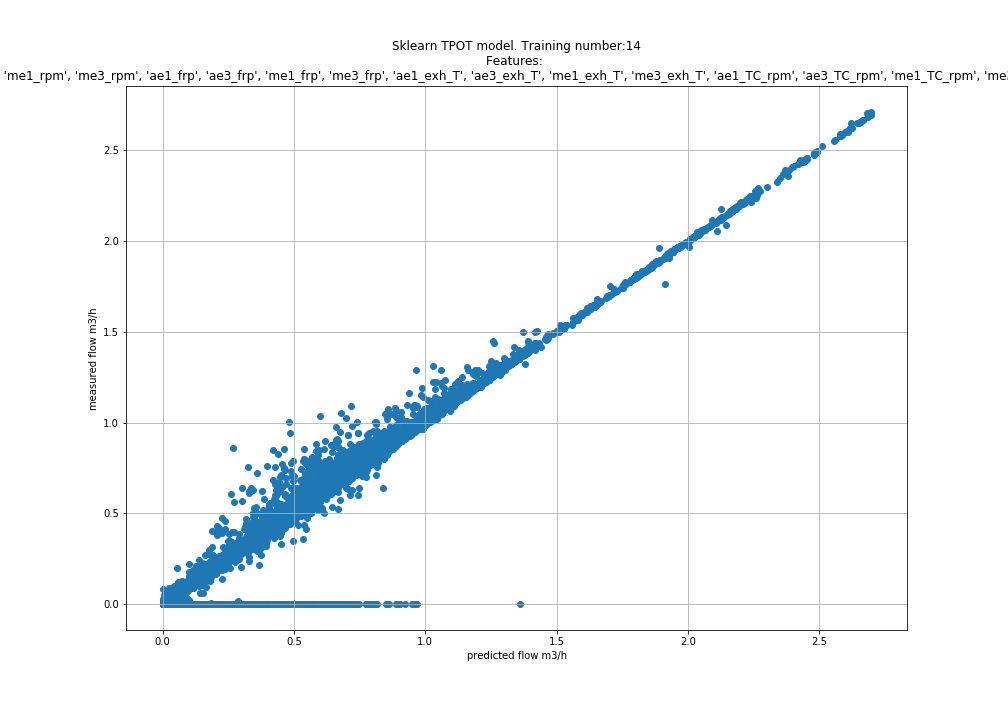 Sklearn TPOT model. Training number:14
Features:
'me1_rpm', 'me3_rpm', 'ae1_frp', 'ae3_frp', 'me1_frp', 'me3_frp', 'ae1_exh_T', 'ae3_exh_T', 'me1_exh_T', 'me3_exh_T', 'ae1_TC_rpm', 'ae3_TC_rpm', 'me1_TC_rpm',
2.5
2.0
1.5
1.0
0.5
0.0
measured flow m3/h
0.0 0.5 1.0 1.5 2.0 2.5
predicted flow m3/h